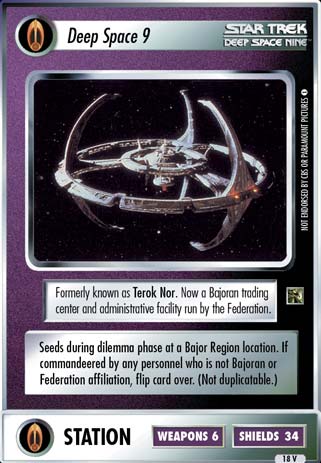 Deep Space 9
STAR TREK
DEEP SPACE NINE™
NOT ENDORSED BY CBS OR PARAMOUNT PICTURES
Formerly known as Terok Nor. Now a Bajoran trading
center and administrative facility run by the Federation.
Seeds during dilemma phase at a Bajor Region location. If
commandeered by any personnel who is not Bajoran or
Federation affiliation, flip card over. (Not duplicatable.)
STATION
WEAPONS 6
SHIELDS 34
18 V